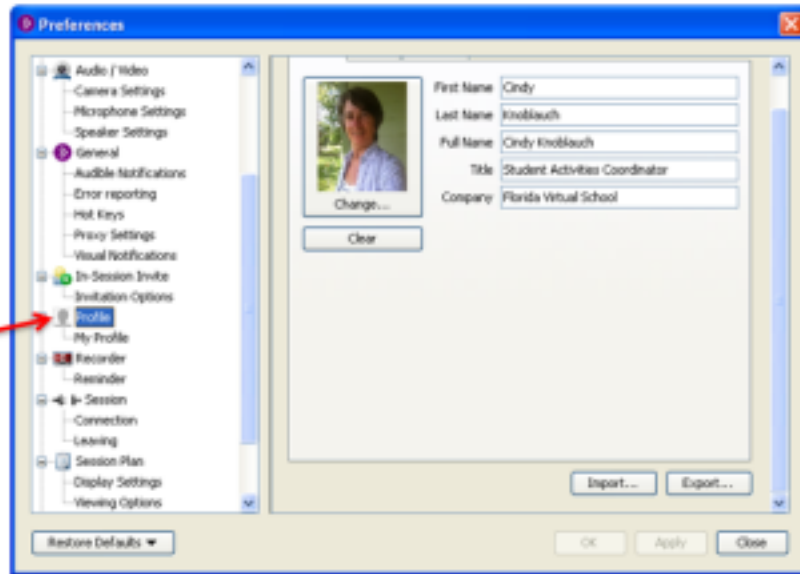 Preferences
Audio / Video
Camera Settings
Microphone Settings
Speaker Settings
General
Audible Notifications
Error reporting
Hot Keys
Proxy Settings
Visual Notifications
In-Session Invite
Invitation Options
Profile
My Profile
Recorder
Reminder
Session
Connection
Leaving
Session Plan
Display Settings
Viewing Options
Change...
Clear
First Name Cindy
Last Name Knoblauch
Full Name Cindy Knoblauch
Title Student Activities Coordinator
Company Florida Virtual School
Import... Export...
Restore Defaults OK Apply Close